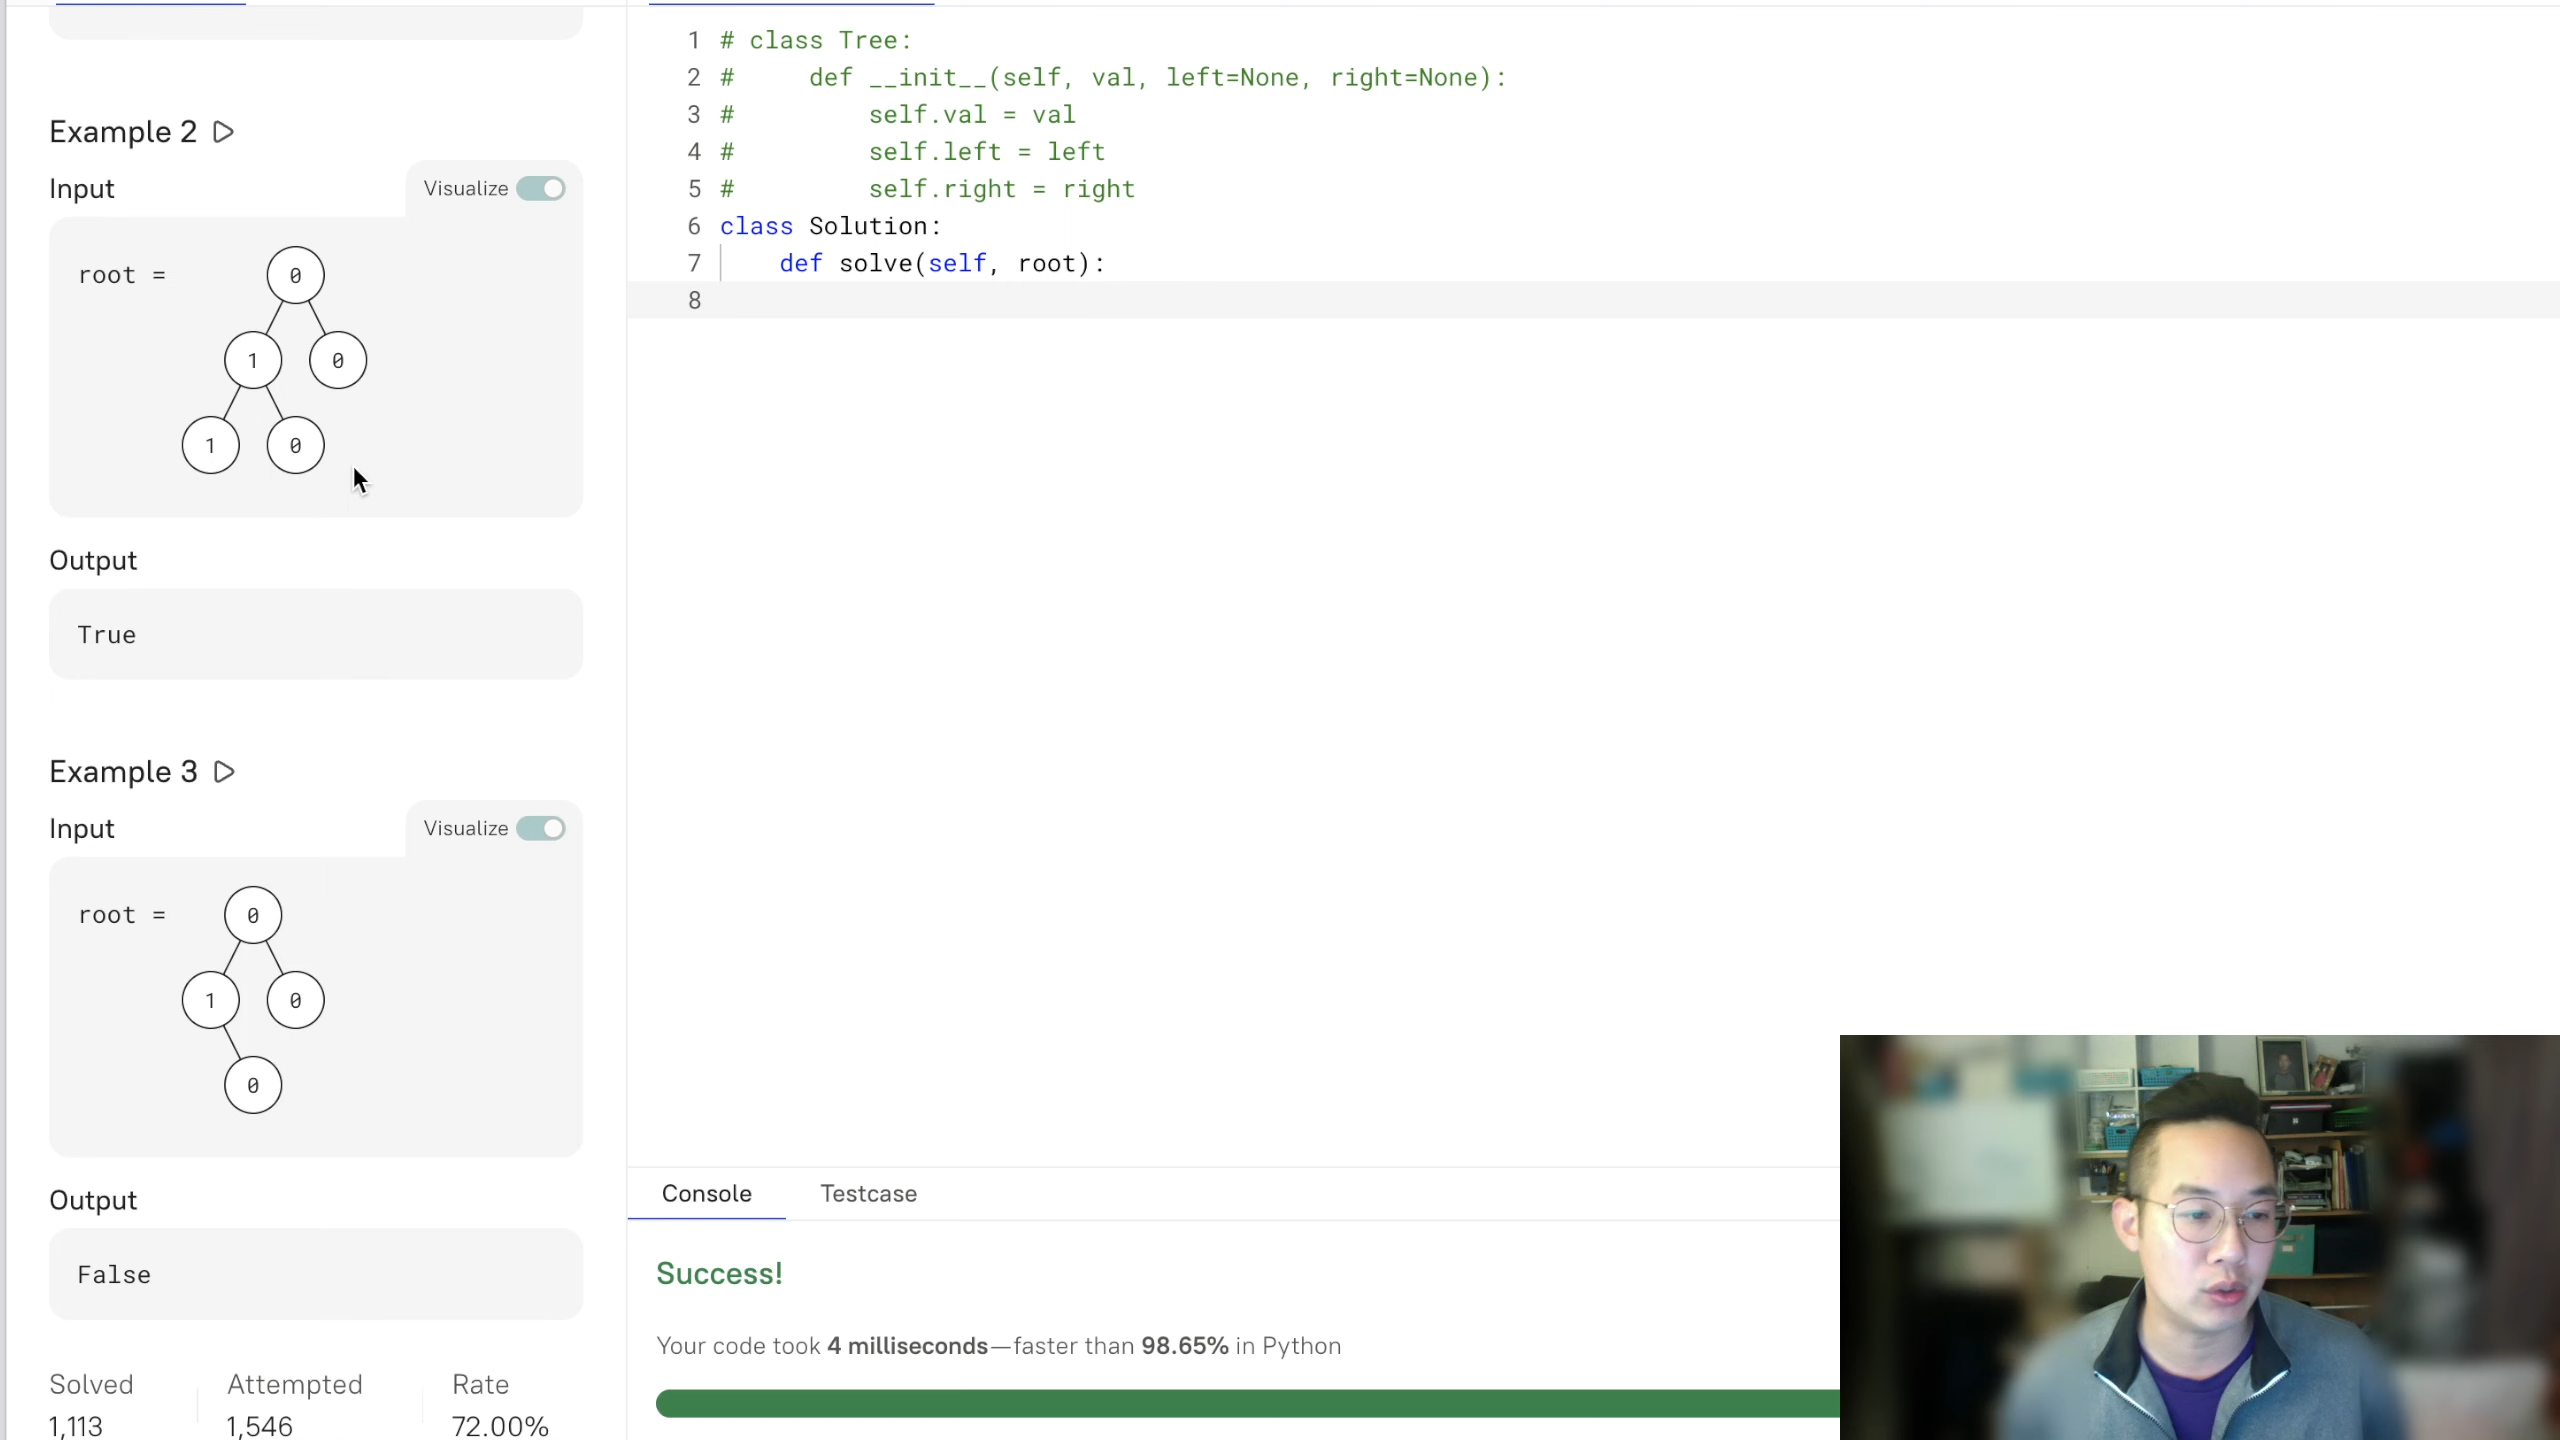 Example 2
Input
Visualize
root =
0
1 0
1 0
Output
True
Example 3
Input
Visualize
root =
0
1 0
0
Output
False
Solved Attempted Rate
1,113 1,546 72.00%
1 # class Tree:
2 #     def __init__(self, val, left=None, right=None):
3 #         self.val = val
4 #         self.left = left
5 #         self.right = right
6 class Solution:
7     def solve(self, root):
8
Console Testcase
Success!
Your code took 4 milliseconds—faster than 98.65% in Python